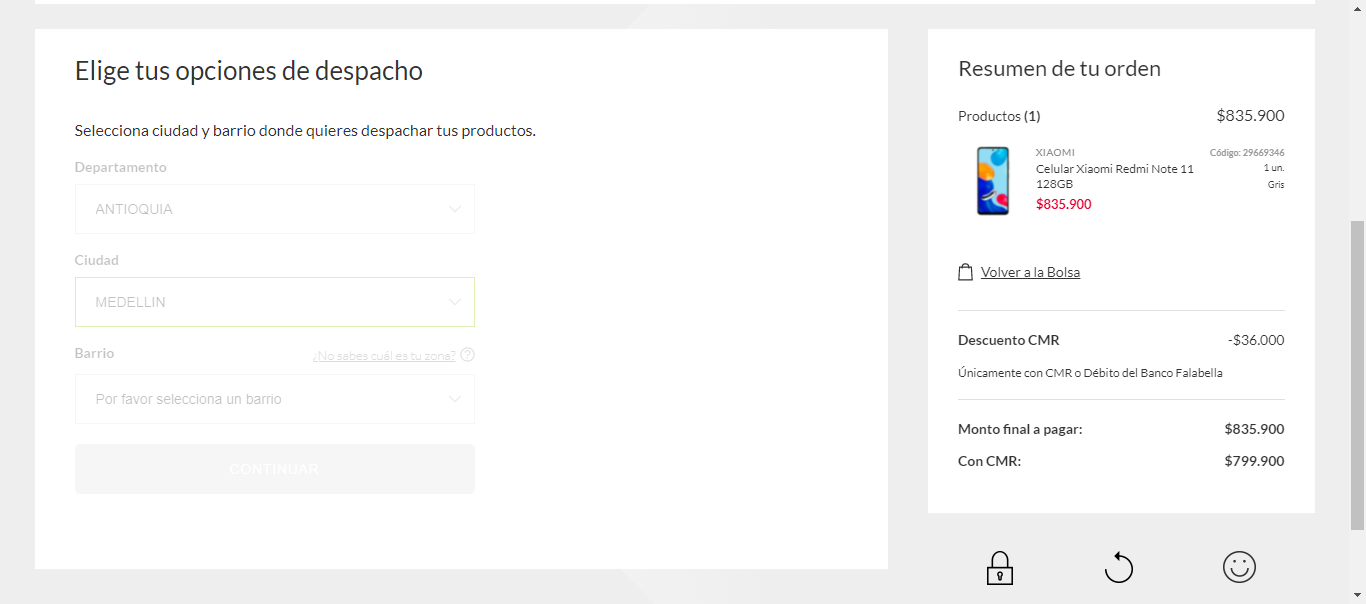 Elige tus opciones de despacho
Selecciona ciudad y barrio donde quieres despachar tus productos.
Departamento
ANTIOQUIA
Ciudad
MEDELLIN
Barrio
¿No sabes cuál es tu zona? ?
Por favor selecciona un barrio
CONTINUAR
Resumen de tu orden
Productos (1) $835.900
XIAOMI Código: 29669346
Celular Xiaomi Redmi Note 11 1 un.
128GB Gris
$835.900
Volver a la Bolsa
Descuento CMR -$36.000
Únicamente con CMR o Débito del Banco Falabella
Monto final a pagar: $835.900
Con CMR: $799.900